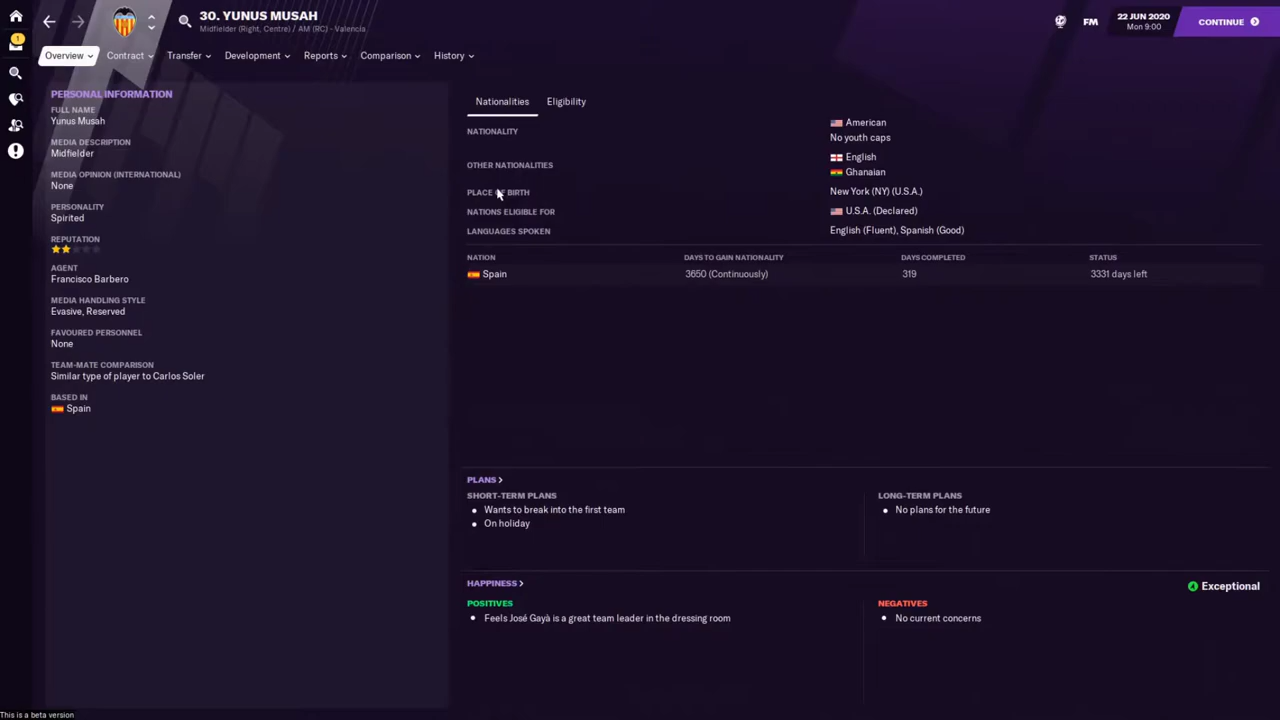 30. YUNUS MUSAH
Midfielder (Right, Centre) / AM (RC) - Valencia
FM
22 JUN 2020
Mon 9:00
CONTINUE
1
Overview
Contract
Transfer
Development
Reports
Comparison
History
PERSONAL INFORMATION
FULL NAME
Yunus Musah
MEDIA DESCRIPTION
Midfielder
MEDIA OPINION (INTERNATIONAL)
None
PERSONALITY
Spirited
REPUTATION
AGENT
Francisco Barbero
MEDIA HANDLING STYLE
Evasive, Reserved
FAVOURED PERSONNEL
None
TEAM-MATE COMPARISON
Similar type of player to Carlos Soler
BASED IN
Spain
Nationalities Eligibility
NATIONALITY
American
No youth caps
OTHER NATIONALITIES
English
Ghanaian
PLACE OF BIRTH
New York (NY) (U.S.A.)
NATIONS ELIGIBLE FOR
U.S.A. (Declared)
LANGUAGES SPOKEN
English (Fluent), Spanish (Good)
NATION DAYS TO GAIN NATIONALITY DAYS COMPLETED STATUS
Spain 3650 (Continuously) 319 3331 days left
PLANS
SHORT-TERM PLANS
Wants to break into the first team
On holiday
LONG-TERM PLANS
No plans for the future
HAPPINESS
4 Exceptional
POSITIVES
Feels José Gayà is a great team leader in the dressing room
NEGATIVES
No current concerns
This is a beta version